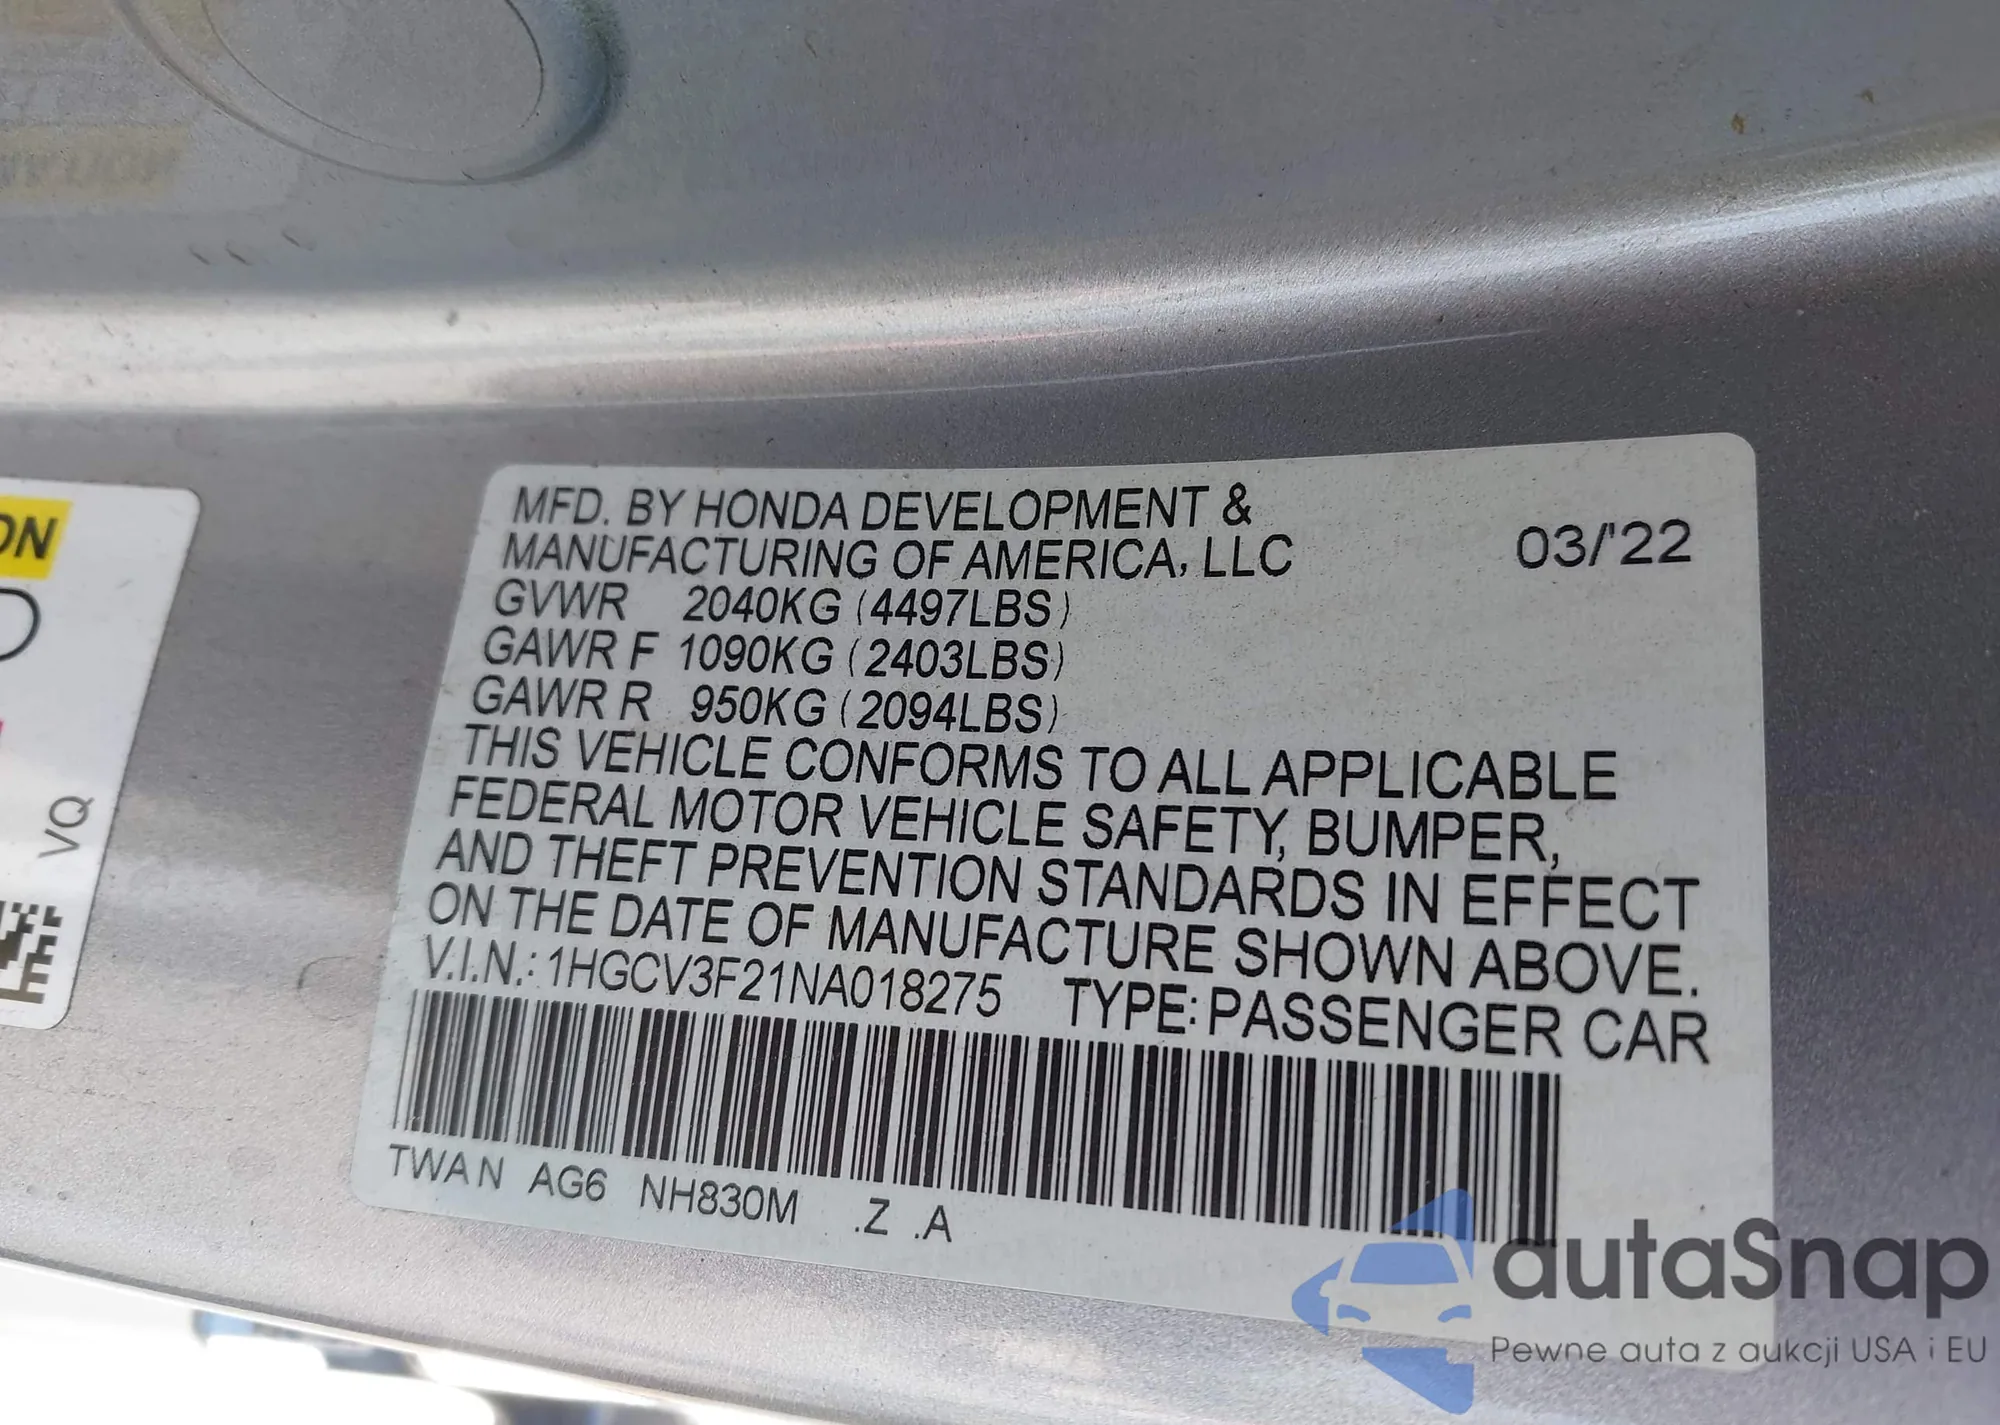 MFD. BY HONDA DEVELOPMENT &
MANUFACTURING OF AMERICA, LLC
03/'22
GVWR 2040KG (4497LBS)
GAWR F 1090KG (2403LBS)
GAWR R 950KG (2094LBS)
THIS VEHICLE CONFORMS TO ALL APPLICABLE
FEDERAL MOTOR VEHICLE SAFETY, BUMPER,
AND THEFT PREVENTION STANDARDS IN EFFECT
ON THE DATE OF MANUFACTURE SHOWN ABOVE.
V.I.N.: 1HGCV3F21NA018275 TYPE: PASSENGER CAR
TWAN AG6 NH830M .Z .A
VQ
autaSnap
Pewne auta z aukcji USA i EU